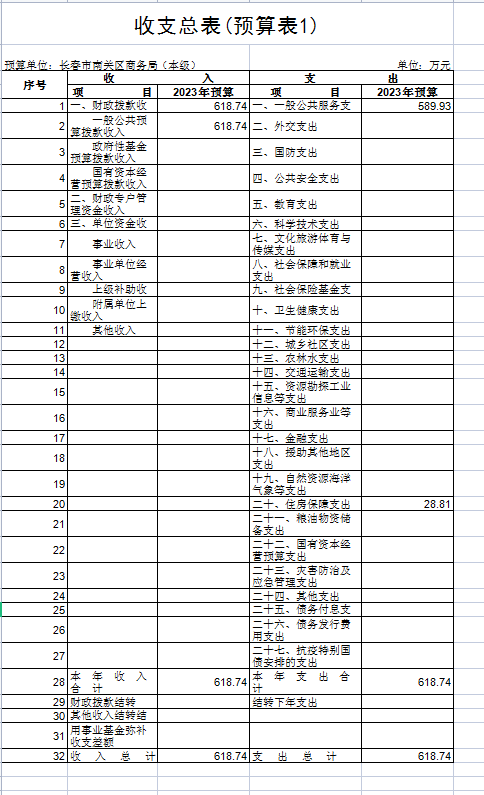 收支总表(预算表1)
预算单位：长春市南关区商务局（本级） 单位：万元
序号 收 入 支 出
项 目 2023年预算 项 目 2023年预算
1 一、财政拨款收 618.74 一、一般公共服务支 589.93
2 一般公共预算拨款收入 618.74 二、外交支出
3 政府性基金预算拨款收入 三、国防支出
4 国有资本经营预算拨款收入 四、公共安全支出
5 二、财政专户管理资金收入 五、教育支出
6 三、单位资金收 六、科学技术支出
7 事业收入 七、文化旅游体育与传媒支出
8 事业单位经营收入 八、社会保障和就业支出
9 上级补助收 九、社会保险基金支
10 附属单位上缴收入 十、卫生健康支出
11 其他收入 十一、节能环保支出
12 十二、城乡社区支出
13 十三、农林水支出
14 十四、交通运输支出
15 十五、资源勘探工业信息等支出
16 十六、商业服务业等支出
17 十七、金融支出
18 十八、援助其他地区支出
19 十九、自然资源海洋气象等支出
20 二十、住房保障支出 28.81
21 二十一、粮油物资储备支出
22 二十二、国有资本经营预算支出
23 二十三、灾害防治及应急管理支出
24 二十四、其他支出
25 二十五、债务付息支
26 二十六、债务发行费用支出
27 二十七、抗疫特别国债安排的支出
28 本年收入合计 618.74 本年支出合计 618.74
29 财政拨款结转 结转下年支出
30 其他收入结转结
31 用事业基金弥补收支差额
32 收入总计 618.74 支出总计 618.74